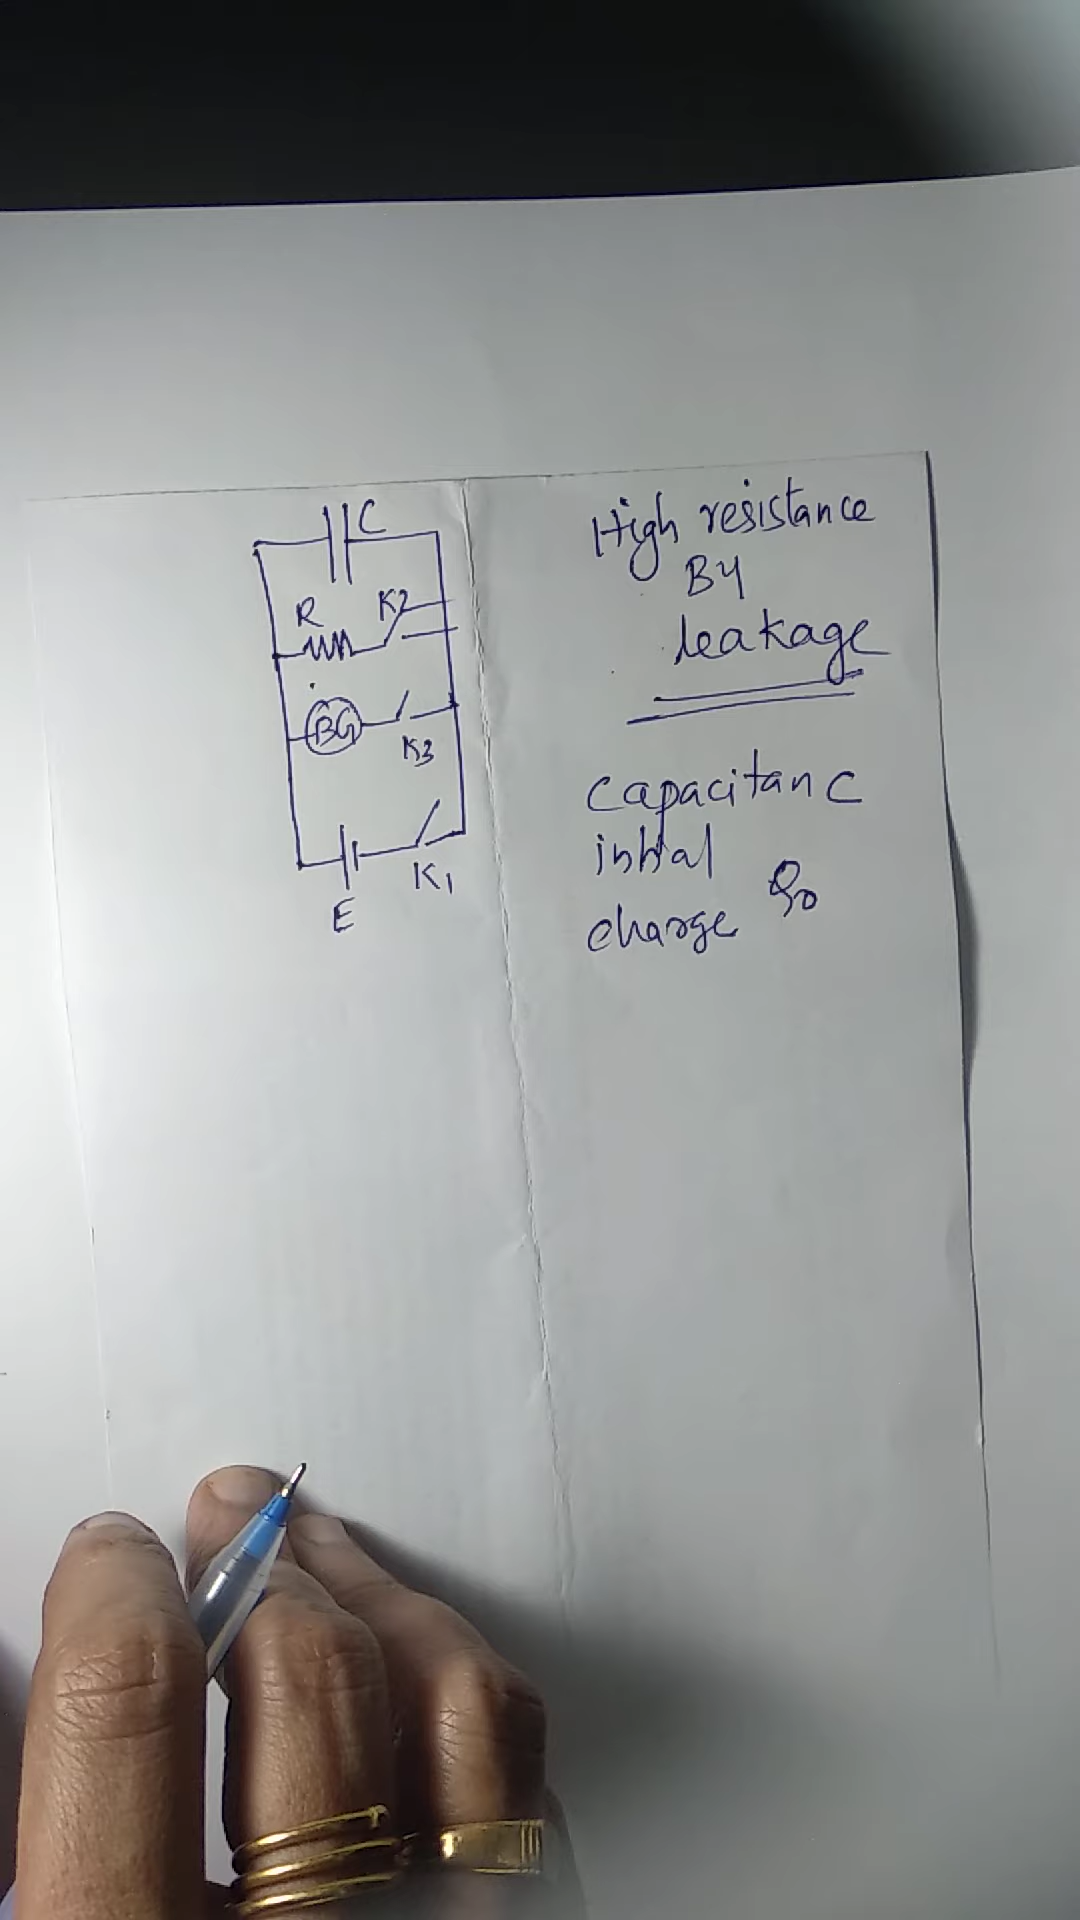 C
R
K2
BG
K3
K1
E
High resistance
By
leakage
capacitanc
inital
charge Q0